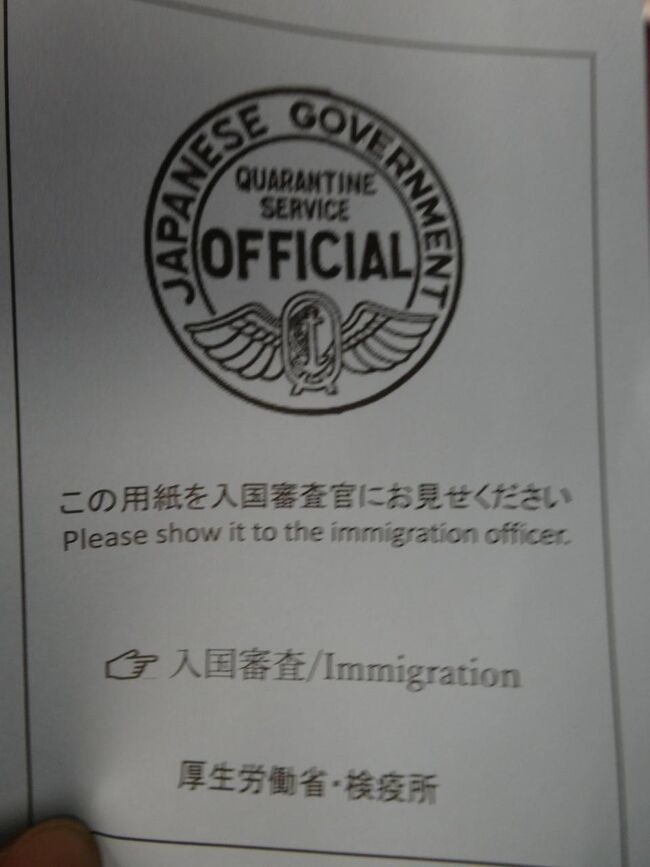 JAPANESE GOVERNMENT
QUARANTINE
SERVICE
OFFICIAL
この用紙を入国審査官にお見せください
Please show it to the immigration officer.
☞ 入国審査/Immigration
厚生労働省・検疫所